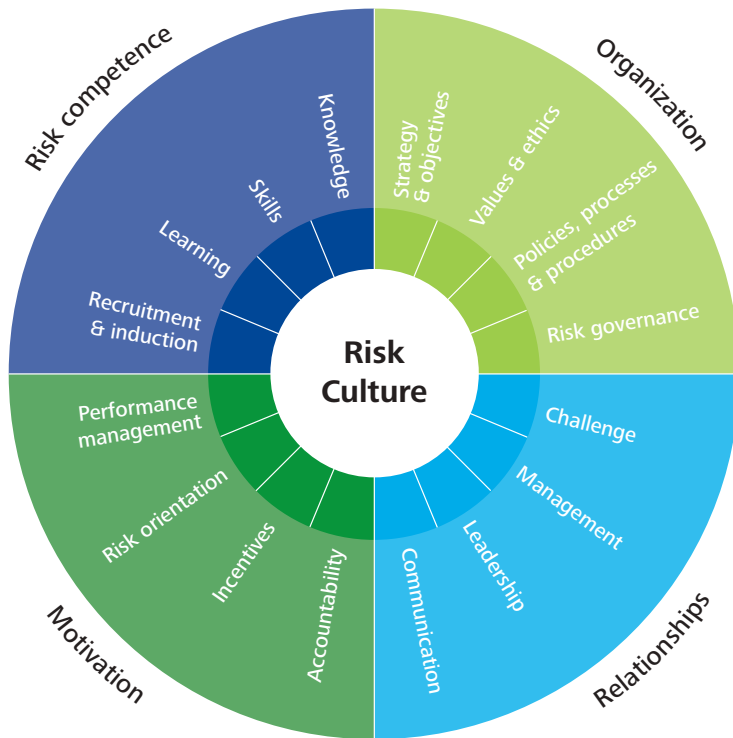 Risk competence
Knowledge
Skills
Learning
Recruitment
& induction
Organization
Strategy
& objectives
Values & ethics
Policies, processes
& procedures
Risk governance
Risk
Culture
Performance
management
Risk orientation
Incentives
Accountability
Motivation
Challenge
Management
Leadership
Communication
Relationships